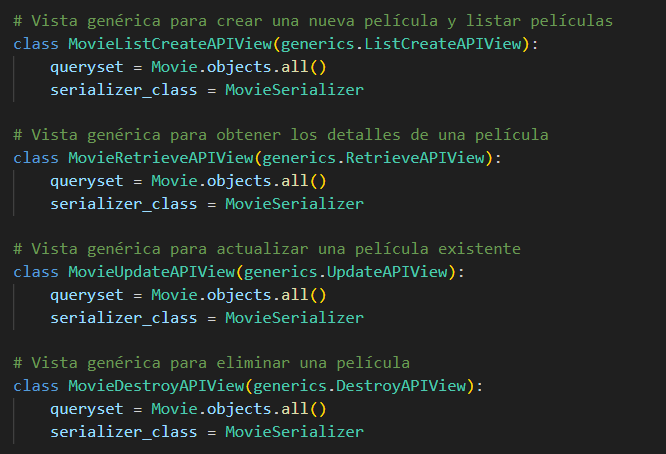 # Vista genérica para crear una nueva película y listar películas
class MovieListCreateAPIView(generics.ListCreateAPIView):
    queryset = Movie.objects.all()
    serializer_class = MovieSerializer

# Vista genérica para obtener los detalles de una película
class MovieRetrieveAPIView(generics.RetrieveAPIView):
    queryset = Movie.objects.all()
    serializer_class = MovieSerializer

# Vista genérica para actualizar una película existente
class MovieUpdateAPIView(generics.UpdateAPIView):
    queryset = Movie.objects.all()
    serializer_class = MovieSerializer

# Vista genérica para eliminar una película
class MovieDestroyAPIView(generics.DestroyAPIView):
    queryset = Movie.objects.all()
    serializer_class = MovieSerializer